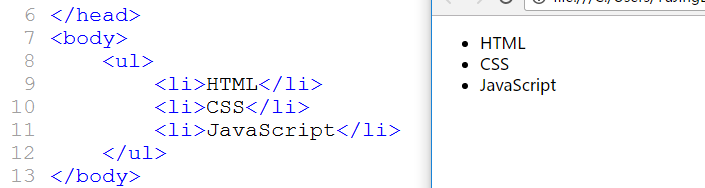 6 </head>
7 <body>
8 <ul>
9 <li>HTML</li>
10 <li>CSS</li>
11 <li>JavaScript</li>
12 </ul>
13 </body>
HTML
CSS
JavaScript